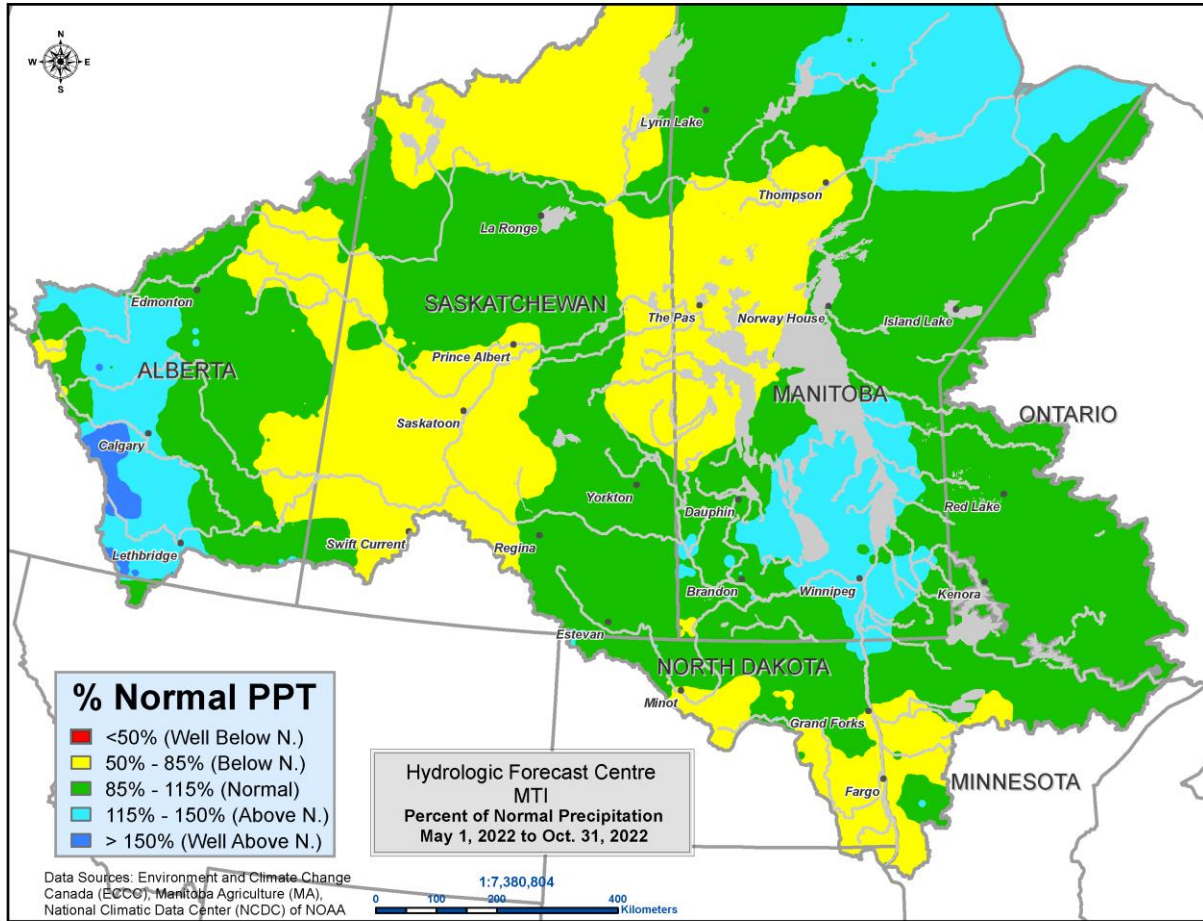 N
W E
S
Lynn Lake
Thompson
La Ronge
Edmonton
SASKATCHEWAN
The Pas
Norway House
Island Lake
Prince Albert
ALBERTA
MANITOBA
ONTARIO
Saskatoon
Calgary
Yorkton
Dauphin
Red Lake
Swift Current
Regina
Lethbridge
Brandon
Winnipeg
Kenora
Estevan
NORTH DAKOTA
Minot
Grand Forks
Fargo
MINNESOTA
% Normal PPT
<50% (Well Below N.)
50% - 85% (Below N.)
85% - 115% (Normal)
115% - 150% (Above N.)
> 150% (Well Above N.)
Hydrologic Forecast Centre
MTI
Percent of Normal Precipitation
May 1, 2022 to Oct. 31, 2022
Data Sources: Environment and Climate Change
Canada (ECCC), Manitoba Agriculture (MA),
National Climatic Data Center (NCDC) of NOAA
1:7,380,804
0 100 200 400
Kilometers